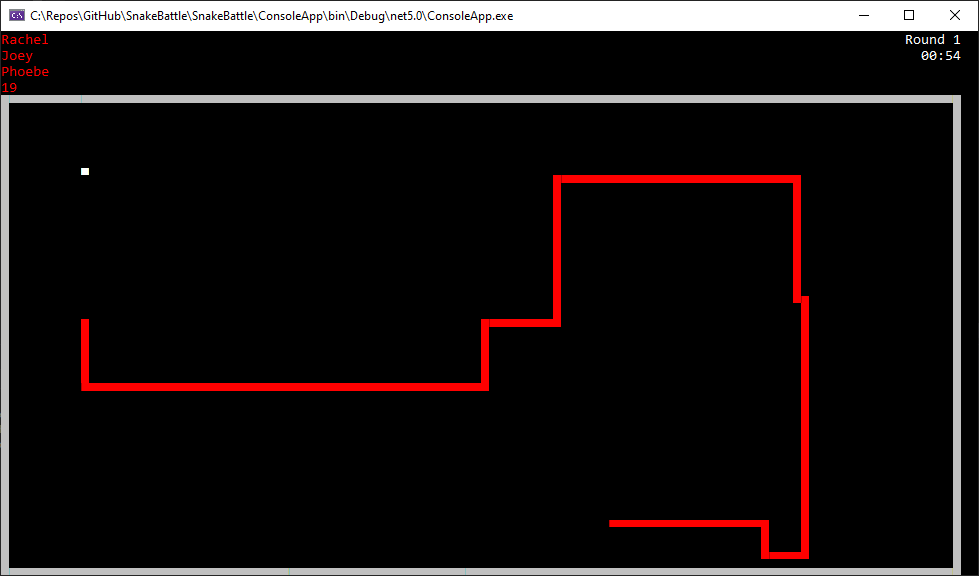 C:\Repos\GitHub\SnakeBattle\SnakeBattle\ConsoleApp\bin\Debug\net5.0\ConsoleApp.exe
Rachel Round 1
Joey 00:54
Phoebe
19